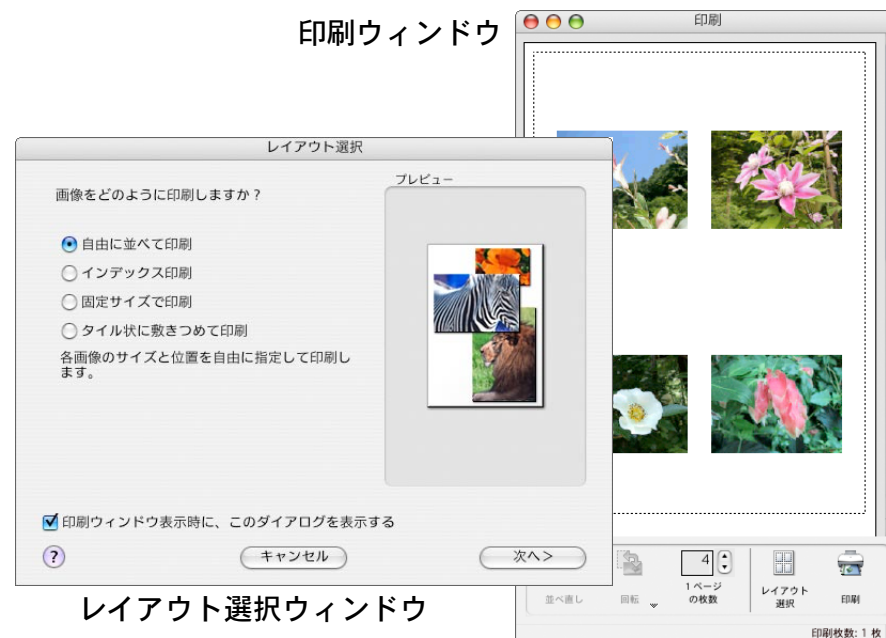 印刷ウィンドウ
印刷
レイアウト選択
画像をどのように印刷しますか?
プレビュー
自由に並べて印刷
インデックス印刷
固定サイズで印刷
タイル状に敷きつめて印刷
各画像のサイズと位置を自由に指定して印刷し
ます。
印刷ウィンドウ表示時に、このダイアログを表示する
?
キャンセル
次へ>
4
並べ直し
回転
1ページ
の枚数
レイアウト
選択
印刷
印刷枚数: 1 枚
レイアウト選択ウィンドウ